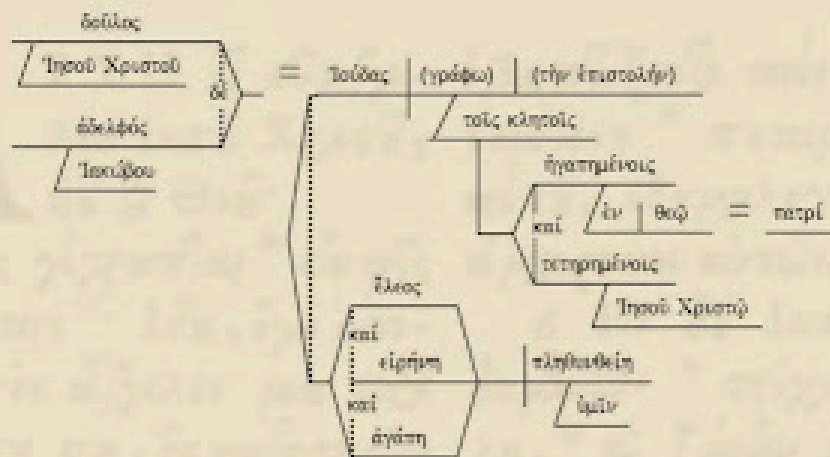 δοῦλος
Ἰησοῦ Χριστοῦ
δὲ
ἀδελφός
Ἰακώβου
= Ἰούδας (γράφω) (τὴν ἐπιστολήν)
τοῖς κλητοῖς
ἠγαπημένοις
καί ἐν θεῷ = πατρί
τετηρημένοις
Ἰησοῦ Χριστῷ
ἔλεος
καί
εἰρήνη πληθυνθείη
καί ὑμῖν
ἀγάπη